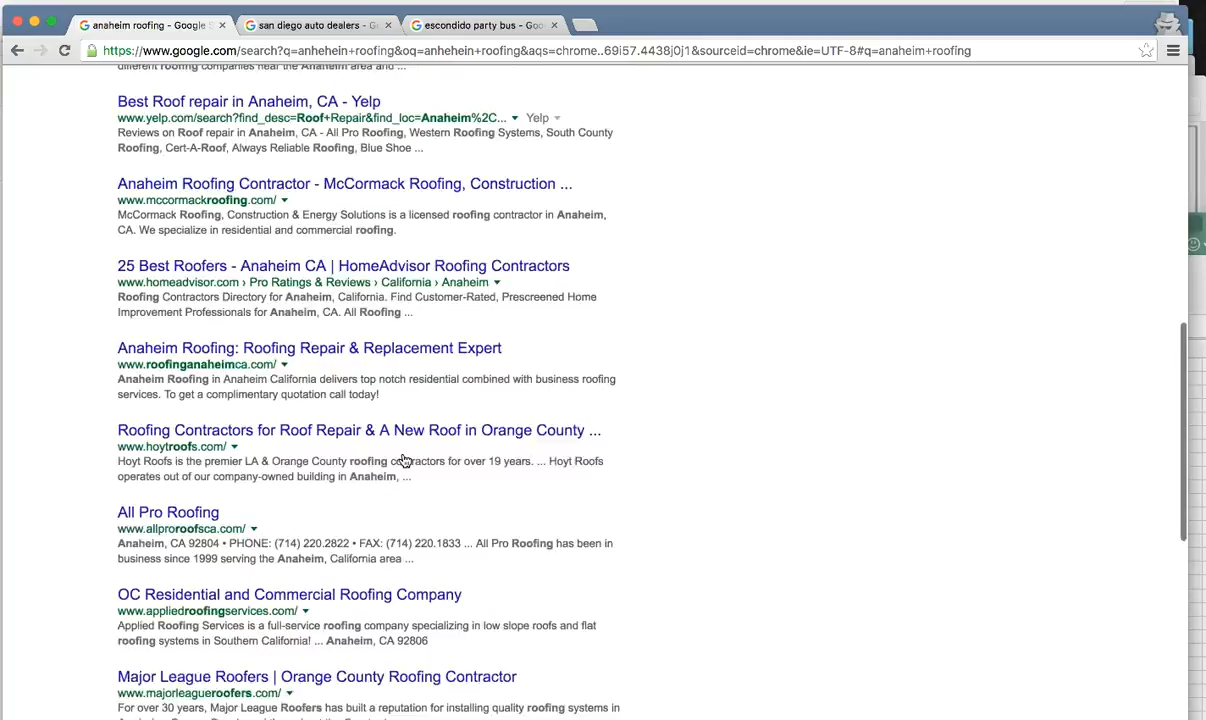 anaheim roofing - Google S
san diego auto dealers - Go
escondido party bus - Goo
https://www.google.com/search?q=anhehein+roofing&oq=anhehein+roofing&aqs=chrome..69i57.4438j0j1&sourceid=chrome&ie=UTF-8#q=anaheim+roofing
different roofing companies near the Anaheim area and ...
Best Roof repair in Anaheim, CA - Yelp
www.yelp.com/search?find_desc=Roof+Repair&find_loc=Anaheim%2C... Yelp
Reviews on Roof repair in Anaheim, CA - All Pro Roofing, Western Roofing Systems, South County
Roofing, Cert-A-Roof, Always Reliable Roofing, Blue Shoe ...
Anaheim Roofing Contractor - McCormack Roofing, Construction ...
www.mccormackroofing.com/
McCormack Roofing, Construction & Energy Solutions is a licensed roofing contractor in Anaheim,
CA. We specialize in residential and commercial roofing.
25 Best Roofers - Anaheim CA | HomeAdvisor Roofing Contractors
www.homeadvisor.com › Pro Ratings & Reviews › California › Anaheim
Roofing Contractors Directory for Anaheim, California. Find Customer-Rated, Prescreened Home
Improvement Professionals for Anaheim, CA. All Roofing ...
Anaheim Roofing: Roofing Repair & Replacement Expert
www.roofinganaheimca.com/
Anaheim Roofing in Anaheim California delivers top notch residential combined with business roofing
services. To get a complimentary quotation call today!
Roofing Contractors for Roof Repair & A New Roof in Orange County ...
www.hoytroofs.com/
Hoyt Roofs is the premier LA & Orange County roofing contractors for over 19 years. ... Hoyt Roofs
operates out of our company-owned building in Anaheim, ...
All Pro Roofing
www.allproroofsca.com/
Anaheim, CA 92804 • PHONE: (714) 220.2822 • FAX: (714) 220.1833 ... All Pro Roofing has been in
business since 1999 serving the Anaheim, California area ...
OC Residential and Commercial Roofing Company
www.appliedroofingservices.com/
Applied Roofing Services is a full-service roofing company specializing in low slope roofs and flat
roofing systems in Southern California! ... Anaheim, CA 92806
Major League Roofers | Orange County Roofing Contractor
www.majorleagueroofers.com/
For over 30 years, Major League Roofers has built a reputation for installing quality roofing systems in